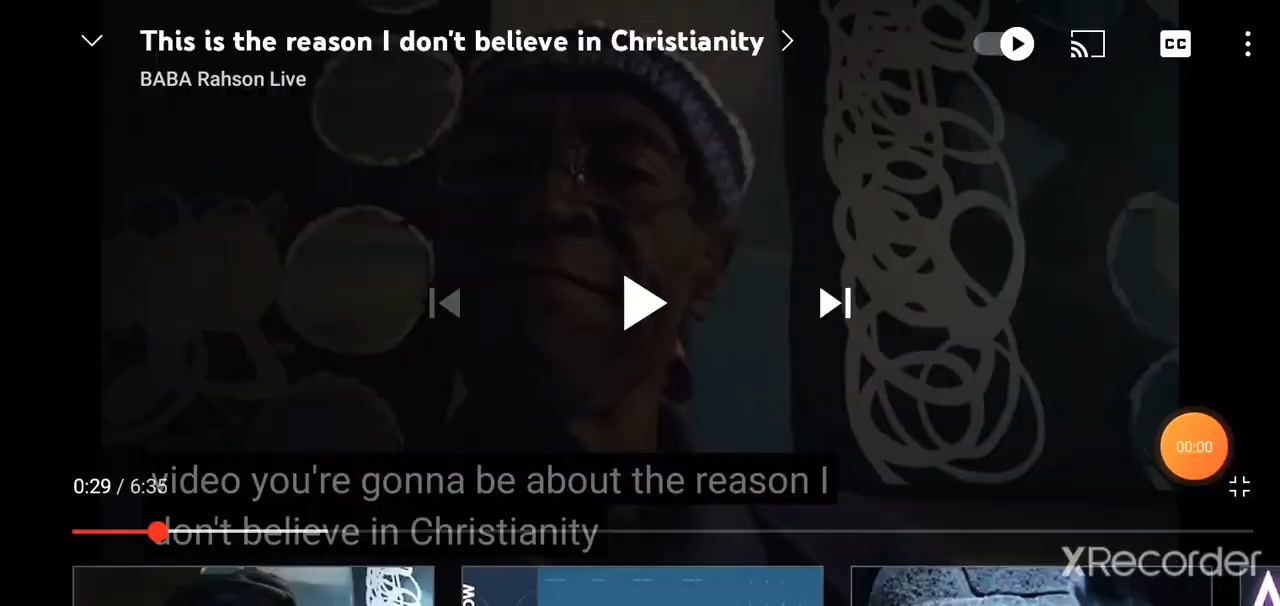 This is the reason I don't believe in Christianity
BABA Rahson Live
CC
00:00
video you're gonna be about the reason I
0:29 / 6:35
don't believe in Christianity
XRecorder